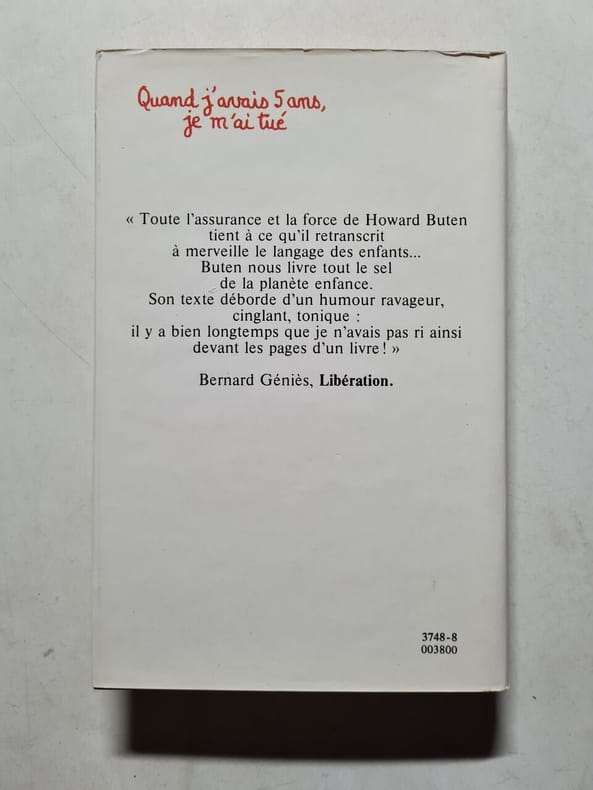 Quand j'avais 5 ans,
je m'ai tué
« Toute l'assurance et la force de Howard Buten
tient à ce qu'il retranscrit
à merveille le langage des enfants...
Buten nous livre tout le sel
de la planète enfance.
Son texte déborde d'un humour ravageur,
cinglant, tonique :
il y a bien longtemps que je n'avais pas ri ainsi
devant les pages d'un livre ! »
Bernard Géniès, Libération.
3748-8
003800